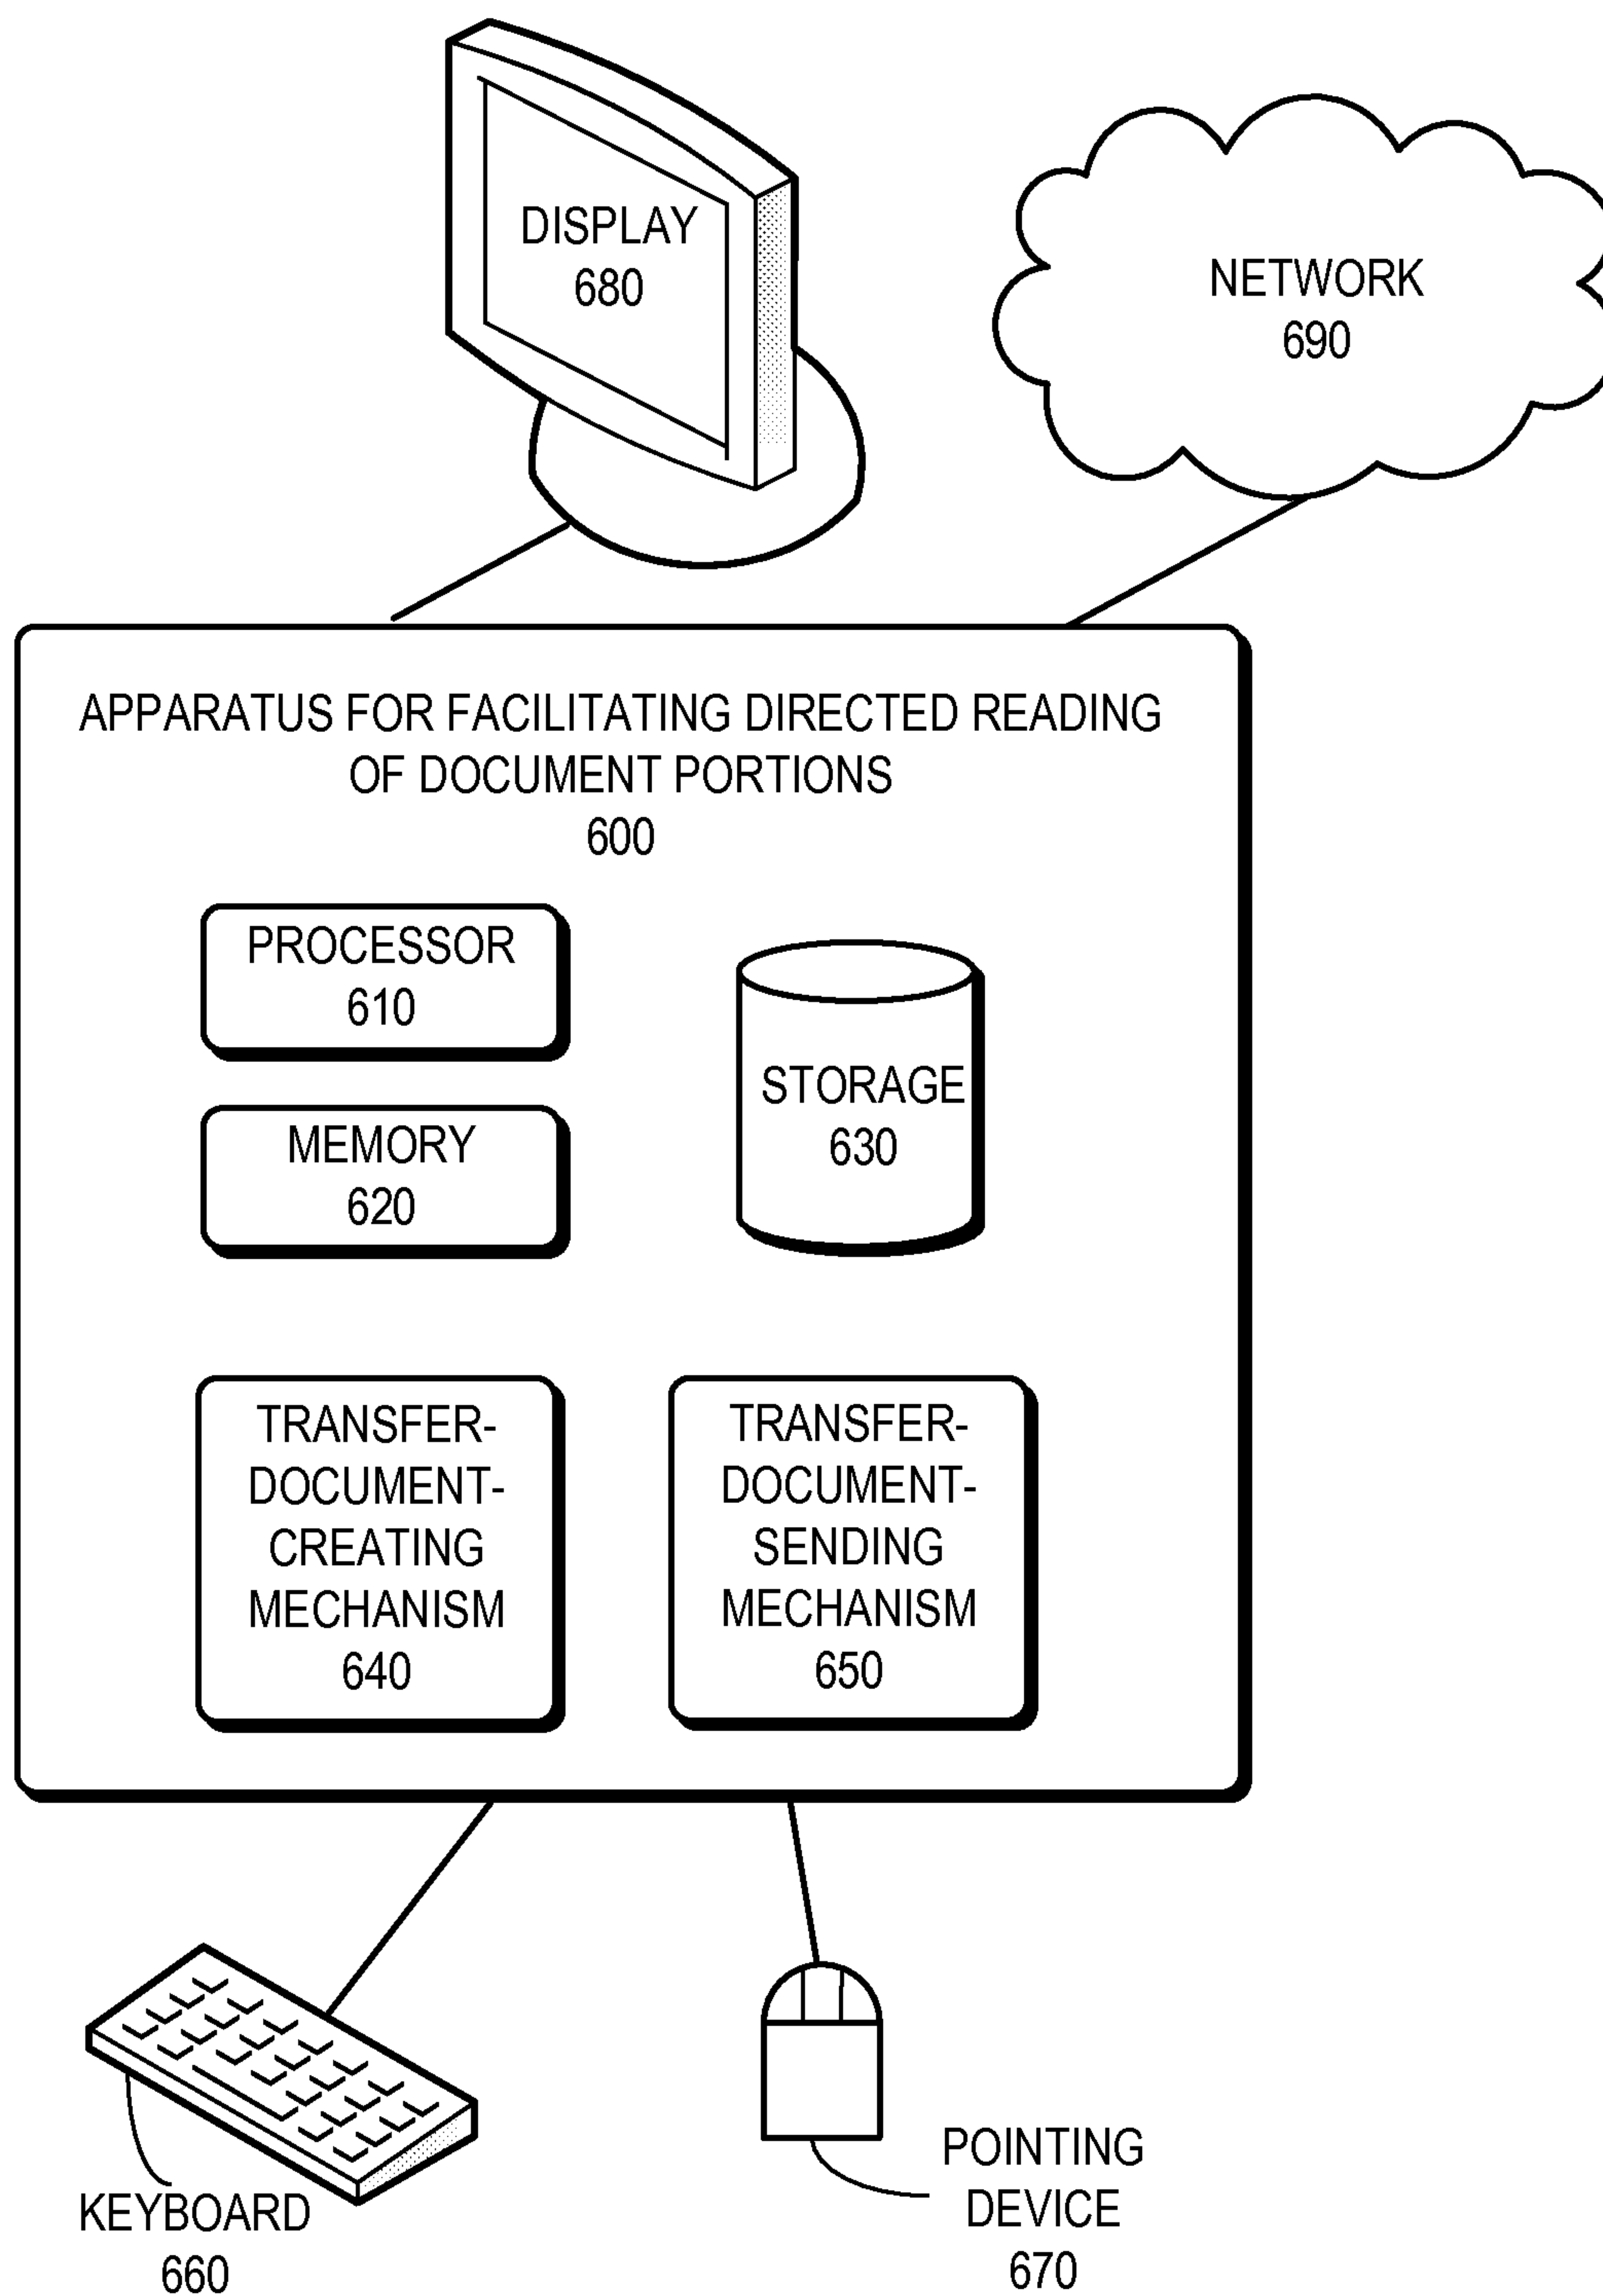 DISPLAY
680
NETWORK
690
APPARATUS FOR FACILITATING DIRECTED READING
OF DOCUMENT PORTIONS
600
PROCESSOR
610
MEMORY
620
STORAGE
630
TRANSFER-
DOCUMENT-
CREATING
MECHANISM
640
TRANSFER-
DOCUMENT-
SENDING
MECHANISM
650
KEYBOARD
660
POINTING
DEVICE
670